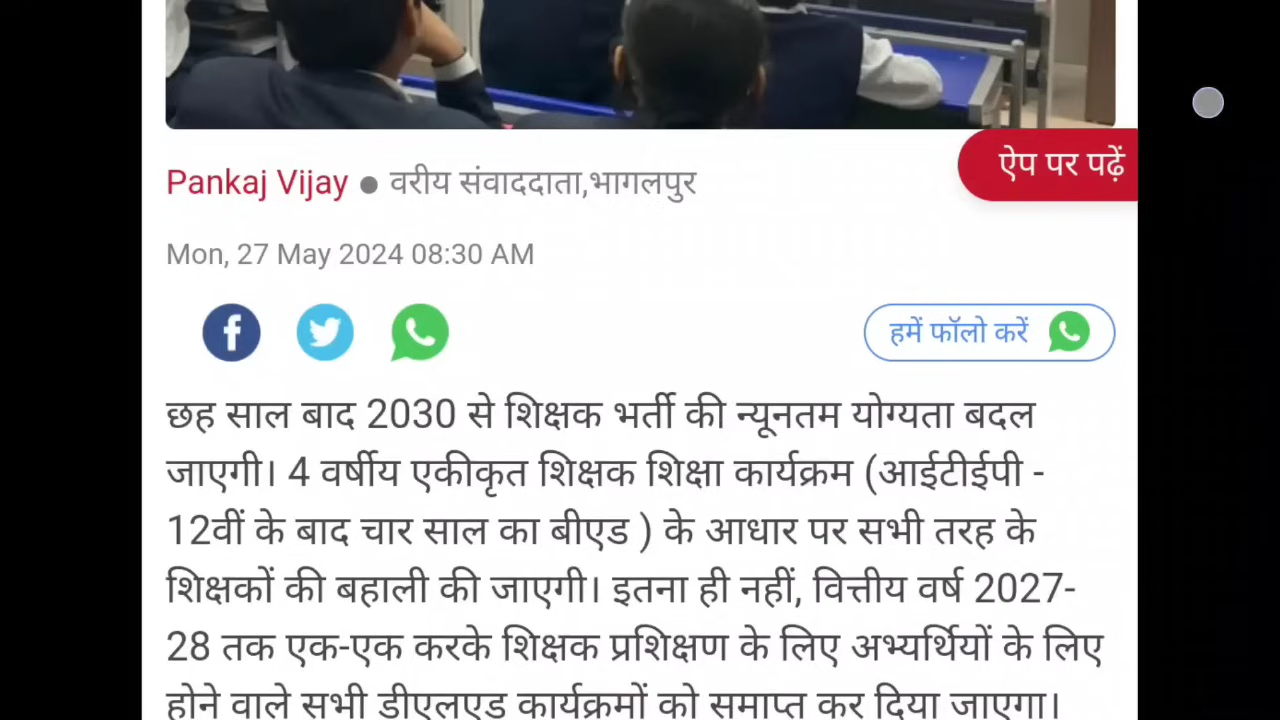 ऐप पर पढ़ें
Pankaj Vijay ● वरीय संवाददाता,भागलपुर
Mon, 27 May 2024 08:30 AM
हमें फॉलो करें
छह साल बाद 2030 से शिक्षक भर्ती की न्यूनतम योग्यता बदल
जाएगी। 4 वर्षीय एकीकृत शिक्षक शिक्षा कार्यक्रम (आईटीईपी -
12वीं के बाद चार साल का बीएड ) के आधार पर सभी तरह के
शिक्षकों की बहाली की जाएगी। इतना ही नहीं, वित्तीय वर्ष 2027-
28 तक एक-एक करके शिक्षक प्रशिक्षण के लिए अभ्यर्थियों के लिए
होने वाले सभी डीएलएड कार्यक्रमों को समाप्त कर दिया जाएगा।